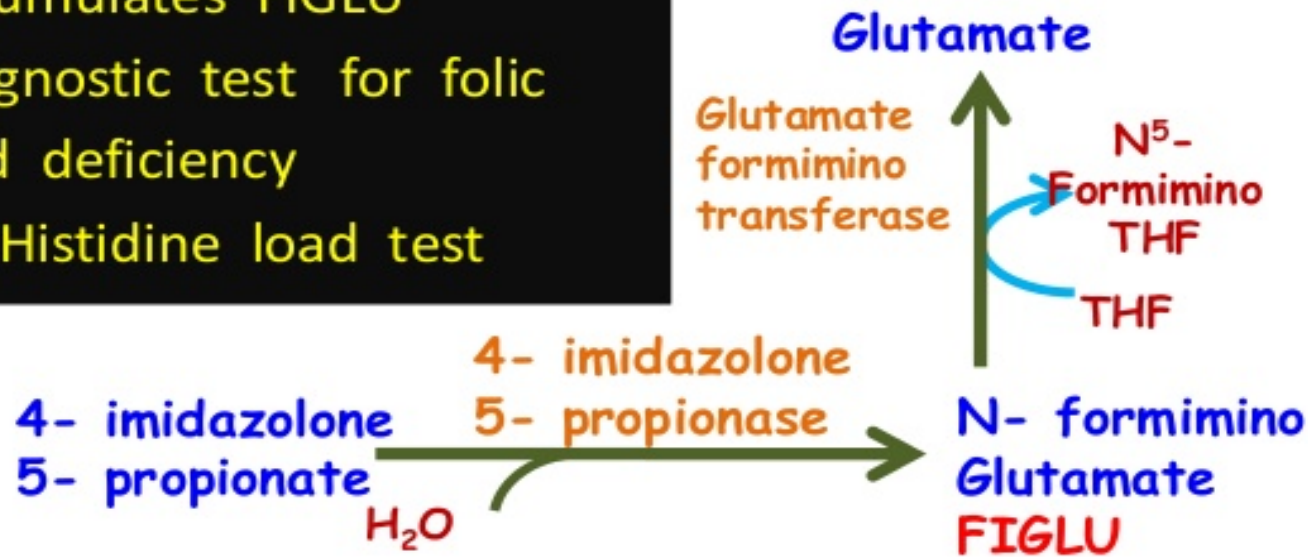 FIGLU
gnostic test for folic
deficiency
Histidine load test
Glutamate
Glutamate
formimino
transferase
N⁵-
Formimino
THF
THF
4- imidazolone
5- propionase
4- imidazolone
5- propionate
H₂O
N- formimino
Glutamate
FIGLU